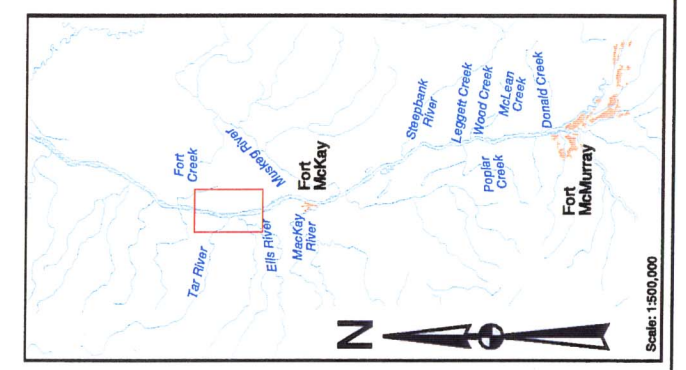 Fort
Creek
Muskeg River
Tar River
Ells River
Fort
McKay
MacKay
River
Steepbank
River
Leggett Creek
Wood Creek
McLean
Creek
Donald Creek
Poplar
Creek
Fort
McMurray
N
Scale: 1:500,000